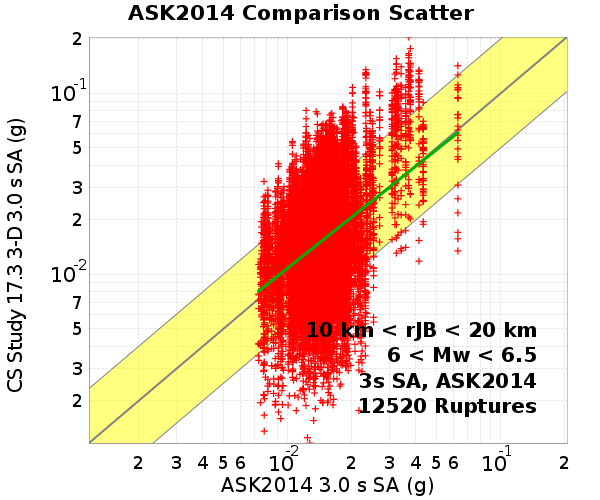 ASK2014 Comparison Scatter
CS Study 17.3 3-D 3.0 s SA (g)
2
10-1
7
5
3
2
10-2
7
5
3
2
10 km < rJB < 20 km
6 < Mw < 6.5
3s SA, ASK2014
12520 Ruptures
2 3 4 5 6 10-2 2 3 4 5 6 10-1 2
ASK2014 3.0 s SA (g)